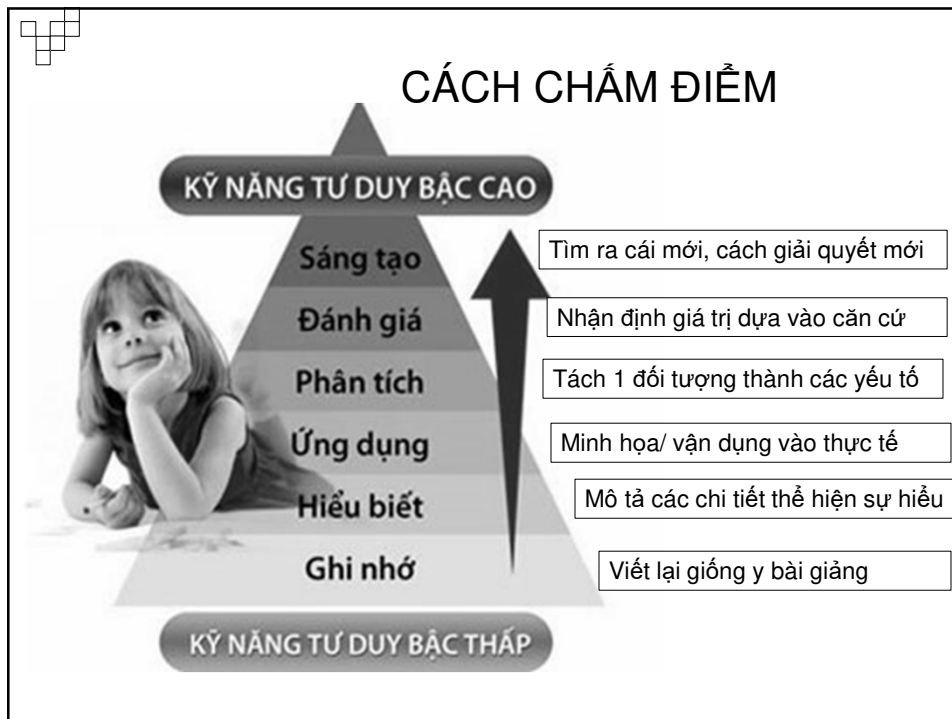 CÁCH CHẤM ĐIỂM
KỸ NĂNG TƯ DUY BẬC CAO
Sáng tạo
Tìm ra cái mới, cách giải quyết mới
Đánh giá
Nhận định giá trị dựa vào căn cứ
Phân tích
Tách 1 đối tượng thành các yếu tố
Ứng dụng
Minh họa/ vận dụng vào thực tế
Hiểu biết
Mô tả các chi tiết thể hiện sự hiểu
Ghi nhớ
Viết lại giống y bài giảng
KỸ NĂNG TƯ DUY BẬC THẤP